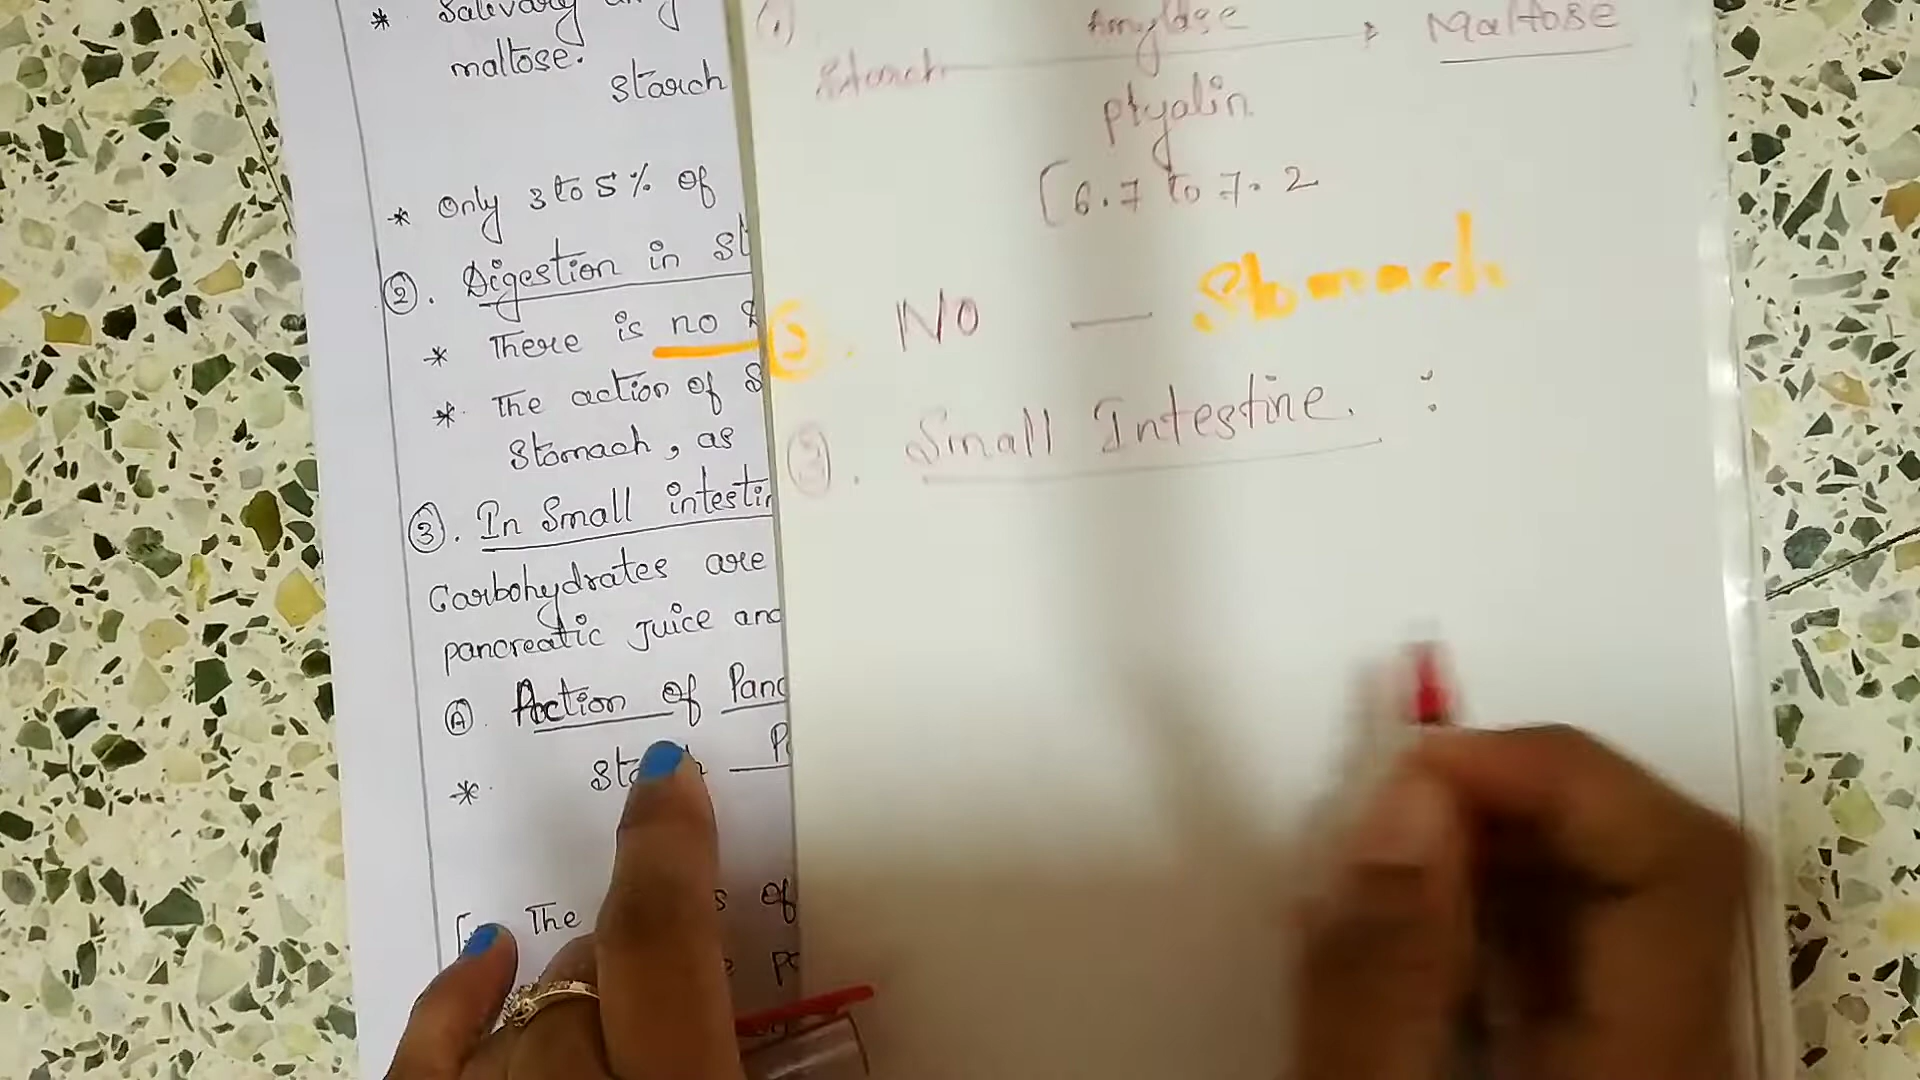 * Salivary
maltose.
starch
* Only 3 to 5% of
②. Digestion in St
* There is no
* The action of S
Stomach, as
③. In Small intestin
Carbohydrates are
pancreatic juice and
Ⓐ. Action of Panc
*
The
s of
(1) Amylase
Starch → Maltose
ptyalin
[6.7 to 7.2
②. No — Stomach
③. Small Intestine. :